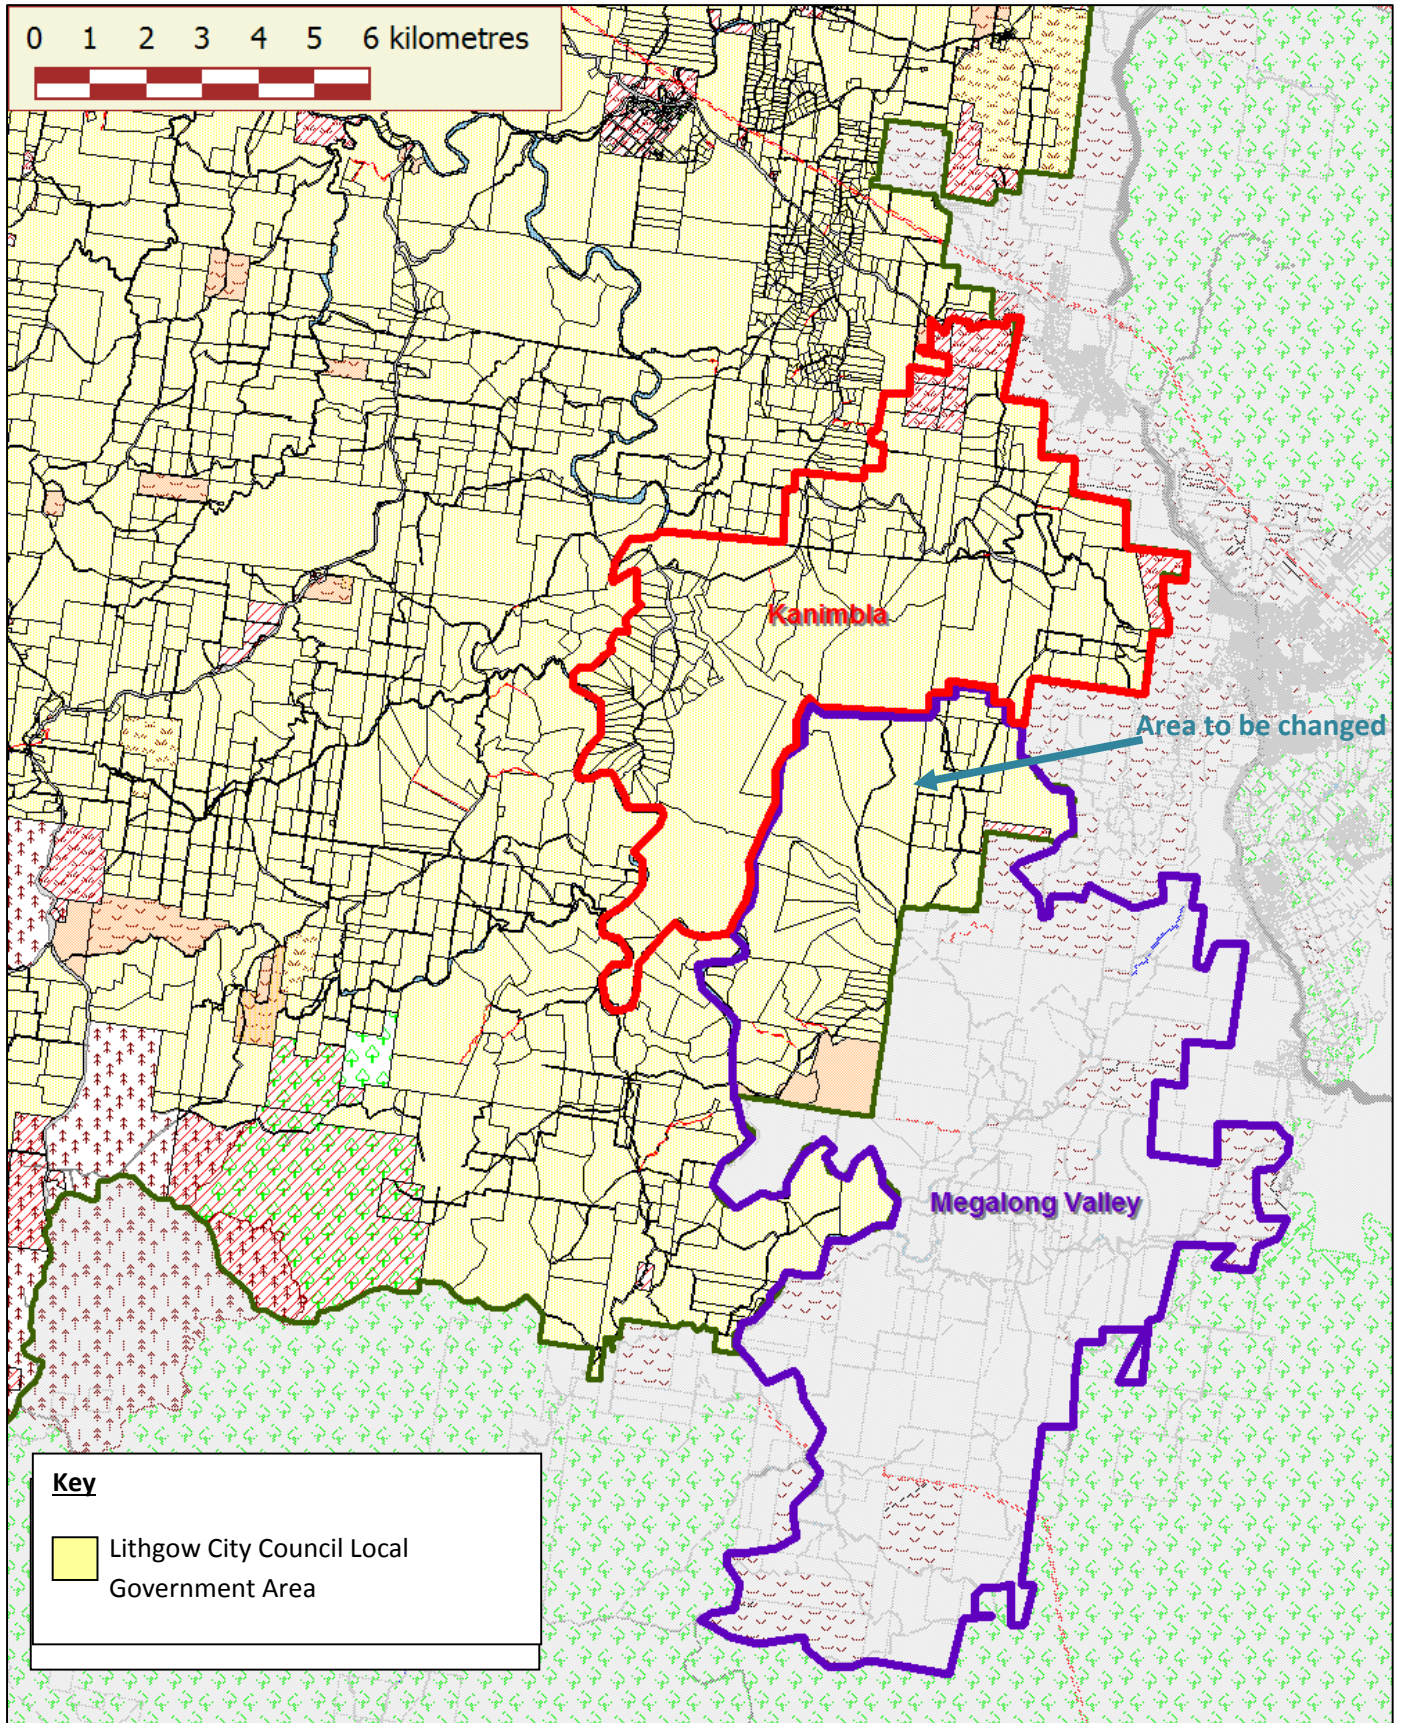 0 1 2 3 4 5 6 kilometres
Kanimbla
Area to be changed
Megalong Valley
Key
Lithgow City Council Local
Government Area